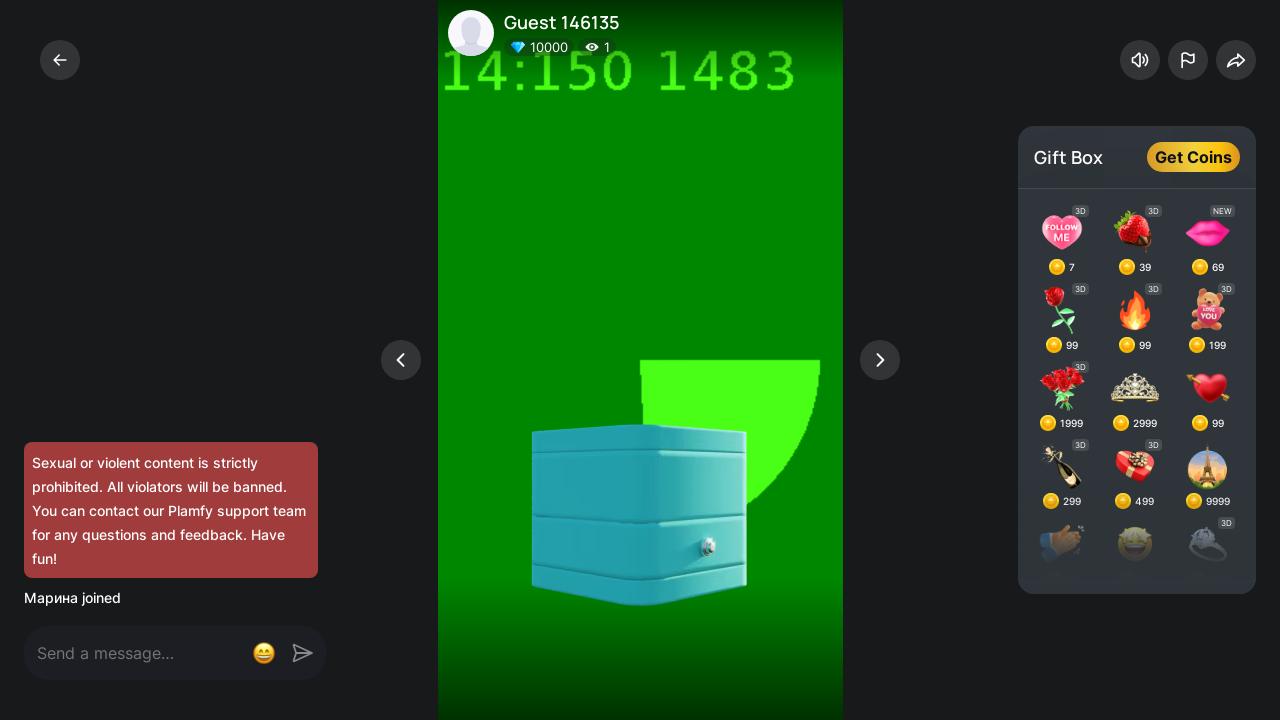 Guest 146135
10000 1
14:150 1483
Gift Box
Get Coins
3D
3D
NEW
FOLLOW
ME
7
39
69
3D
3D
3D
LOVE
YOU
99
99
199
3D
1999
2999
99
3D
3D
299
499
9999
3D
Sexual or violent content is strictly
prohibited. All violators will be banned.
You can contact our Plamfy support team
for any questions and feedback. Have
fun!
Марина joined
Send a message...